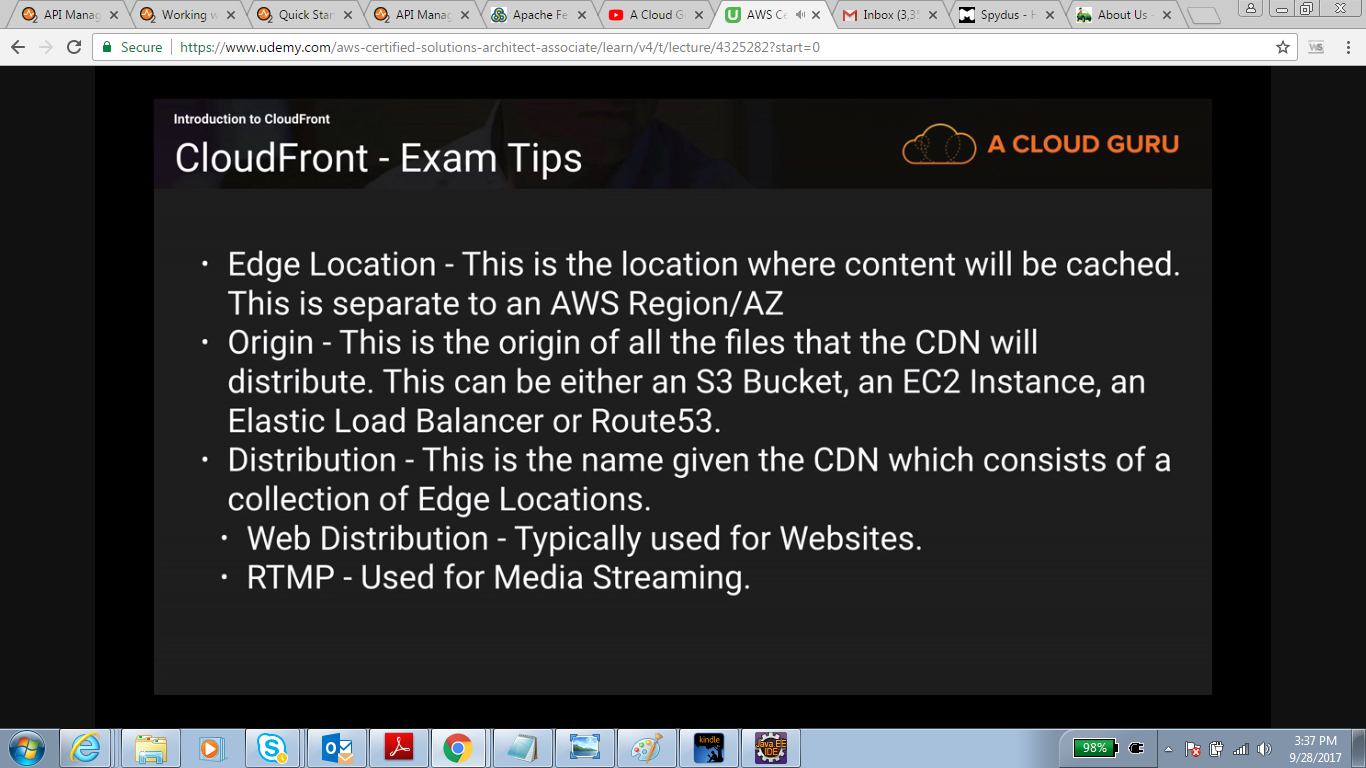 API Manag
Working w
Quick Star
API Manag
Apache Fe
A Cloud G
AWS Ce
Inbox (3,35
Spydus - H
About Us -
Secure
https://www.udemy.com/aws-certified-solutions-architect-associate/learn/v4/t/lecture/4325282?start=0
Introduction to CloudFront
CloudFront - Exam Tips
A CLOUD GURU
• Edge Location - This is the location where content will be cached.
This is separate to an AWS Region/AZ
• Origin - This is the origin of all the files that the CDN will
distribute. This can be either an S3 Bucket, an EC2 Instance, an
Elastic Load Balancer or Route53.
• Distribution - This is the name given the CDN which consists of a
collection of Edge Locations.
• Web Distribution - Typically used for Websites.
• RTMP - Used for Media Streaming.
kindle
Java EE
IDE
98%
3:37 PM
9/28/2017